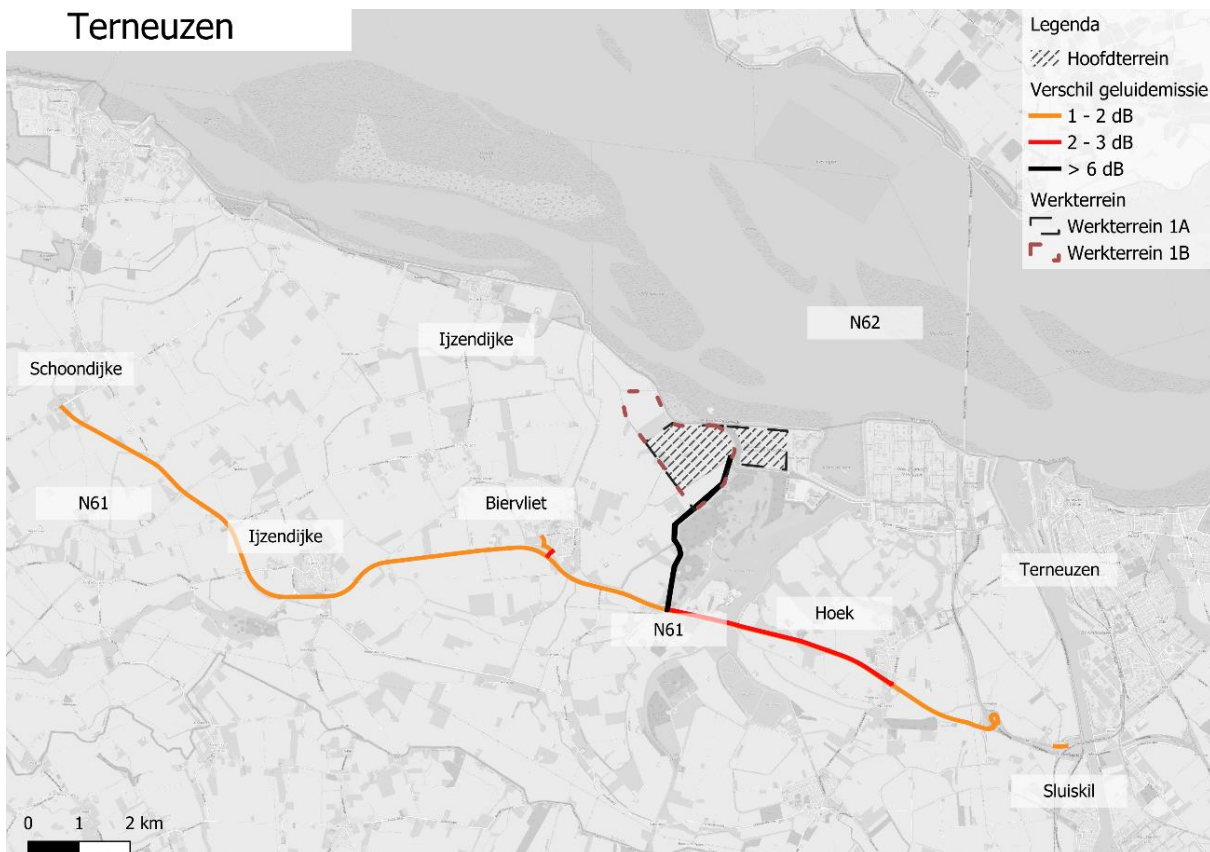 Terneuzen
Legenda
Hoofdterrein
Verschil geluidemissie
1 - 2 dB
2 - 3 dB
> 6 dB
Werkterrein
Werkterrein 1A
Werkterrein 1B
N62
Ijzendijke
Schoondijke
N61
Ijzendijke
Biervliet
Terneuzen
Hoek
N61
Sluiskil
0 1 2 km